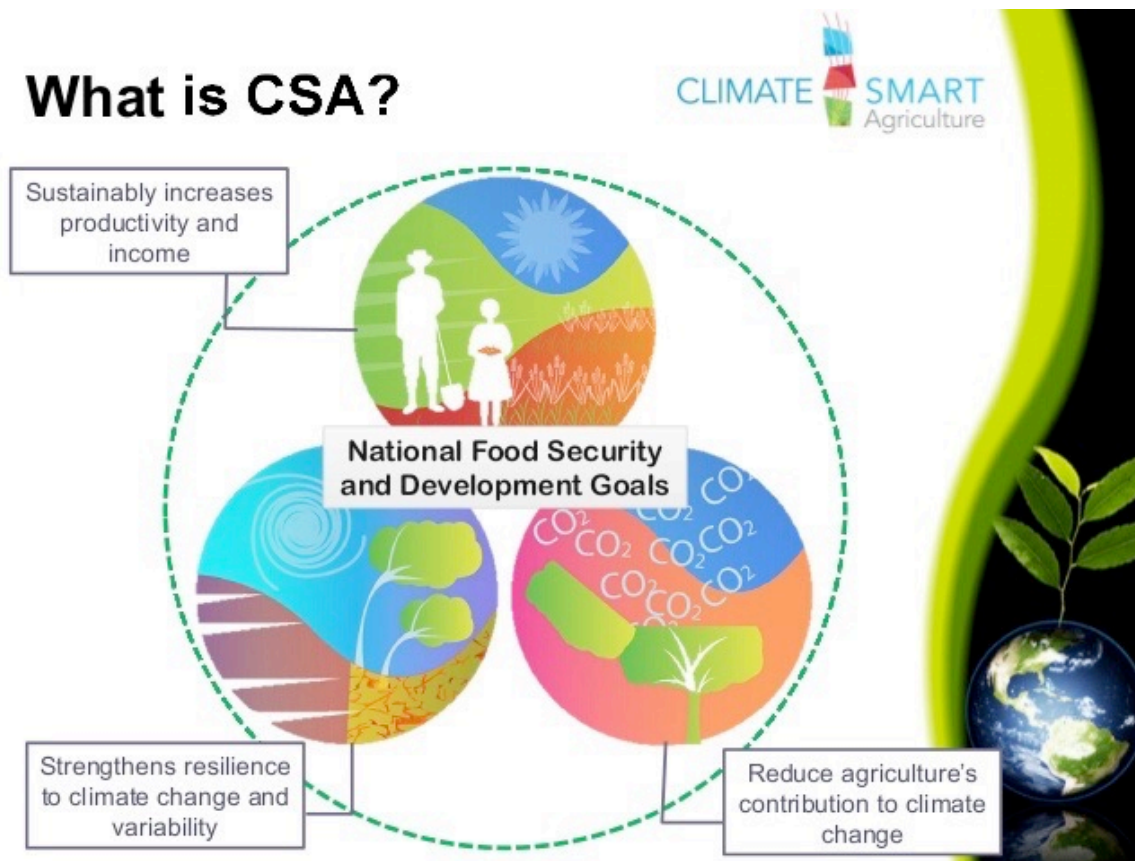 What is CSA?
CLIMATE SMART
Agriculture
Sustainably increases
productivity and
income
National Food Security
and Development Goals
CO₂
CO₂
CO₂
CO₂
CO₂
CO₂
CO₂
CO₂
CO₂
Strengthens resilience
to climate change and
variability
Reduce agriculture's
contribution to climate
change